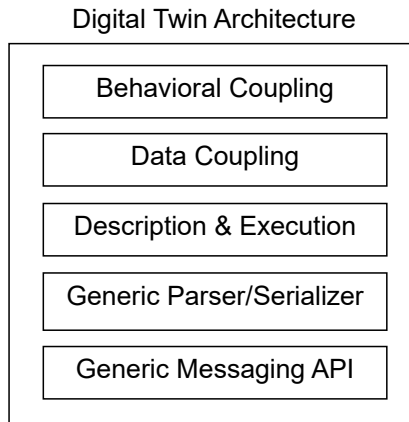 Digital Twin Architecture
Behavioral Coupling
Data Coupling
Description & Execution
Generic Parser/Serializer
Generic Messaging API